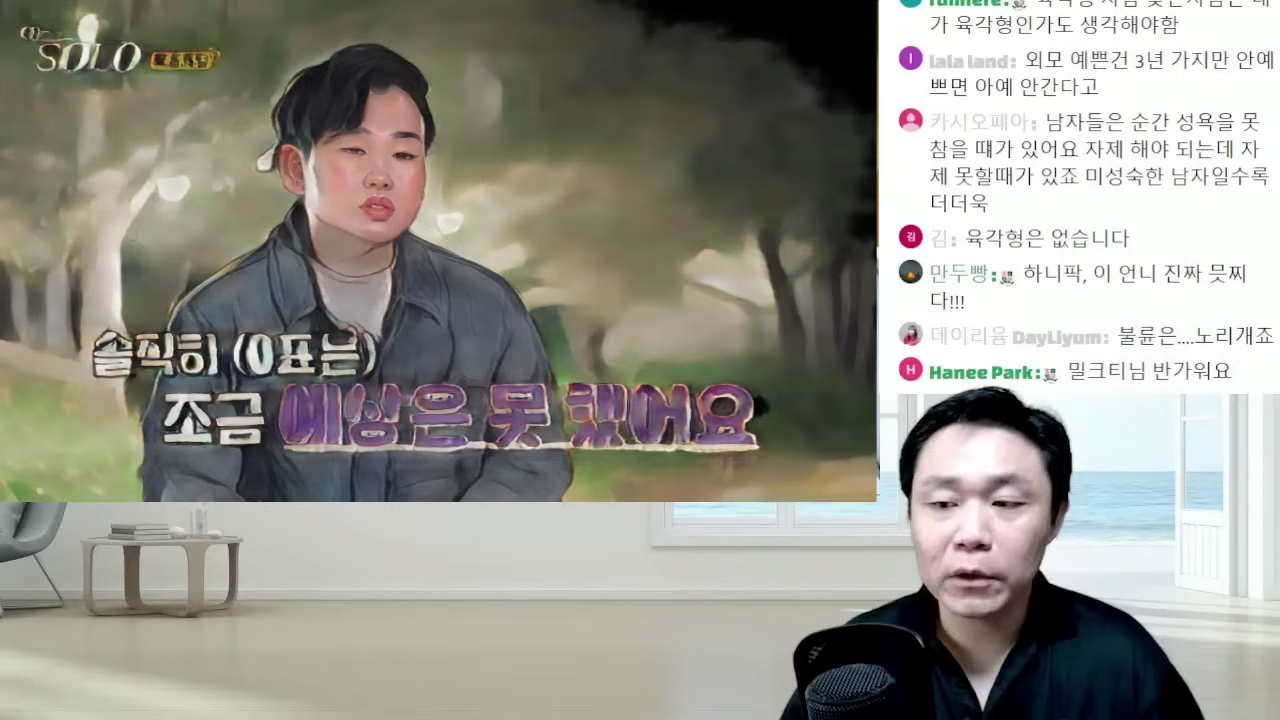 SOLO
솔직히 (0표는)
조금 예상은 못 했어요
가 육각형인가도 생각해야함
lala land: 외모 예쁜건 3년 가지만 안예
쁘면 아예 안간다고
카시오페아: 남자들은 순간 성욕을 못
참을 떄가 있어요 자제 해야 되는데 자
제 못할때가 있죠 미성숙한 남자일수록
더더욱
김
김: 육각형은 없습니다
만두빵: 하니팍, 이 언니 진짜 믓찌
다!!!
데이리윰 DayLlyum: 불륜은....노리개죠
H
Hanee Park: 밀크티님 반가워요